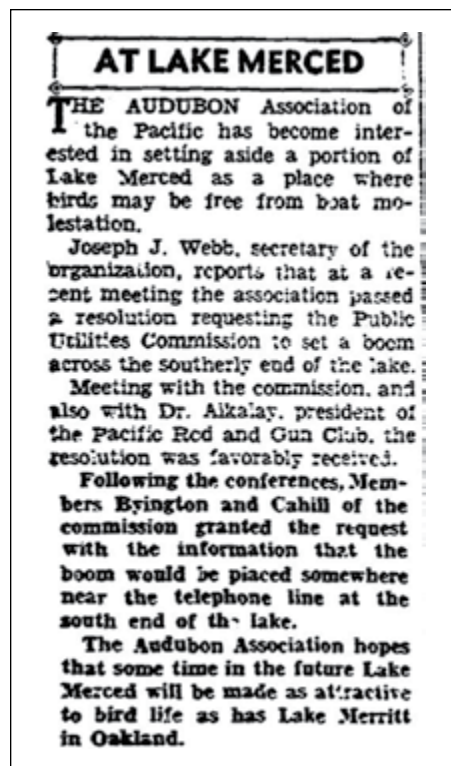 AT LAKE MERCED
THE AUDUBON Association of
the Pacific has become inter-
ested in setting aside a portion of
Lake Merced as a place where
birds may be free from boat mo-
lestation.
Joseph J. Webb, secretary of the
organization, reports that at a re-
cent meeting the association passed
a resolution requesting the Public
Utilities Commission to set a boom
across the southerly end of the lake.
Meeting with the commission, and
also with Dr. Alkalay, president of
the Pacific Rod and Gun Club, the
resolution was favorably received.
Following the conferences, Mem-
bers Byington and Cahill of the
commission granted the request
with the information that the
boom would be placed somewhere
near the telephone line at the
south end of the lake.
The Audubon Association hopes
that some time in the future Lake
Merced will be made as attractive
to bird life as has Lake Merritt
in Oakland.